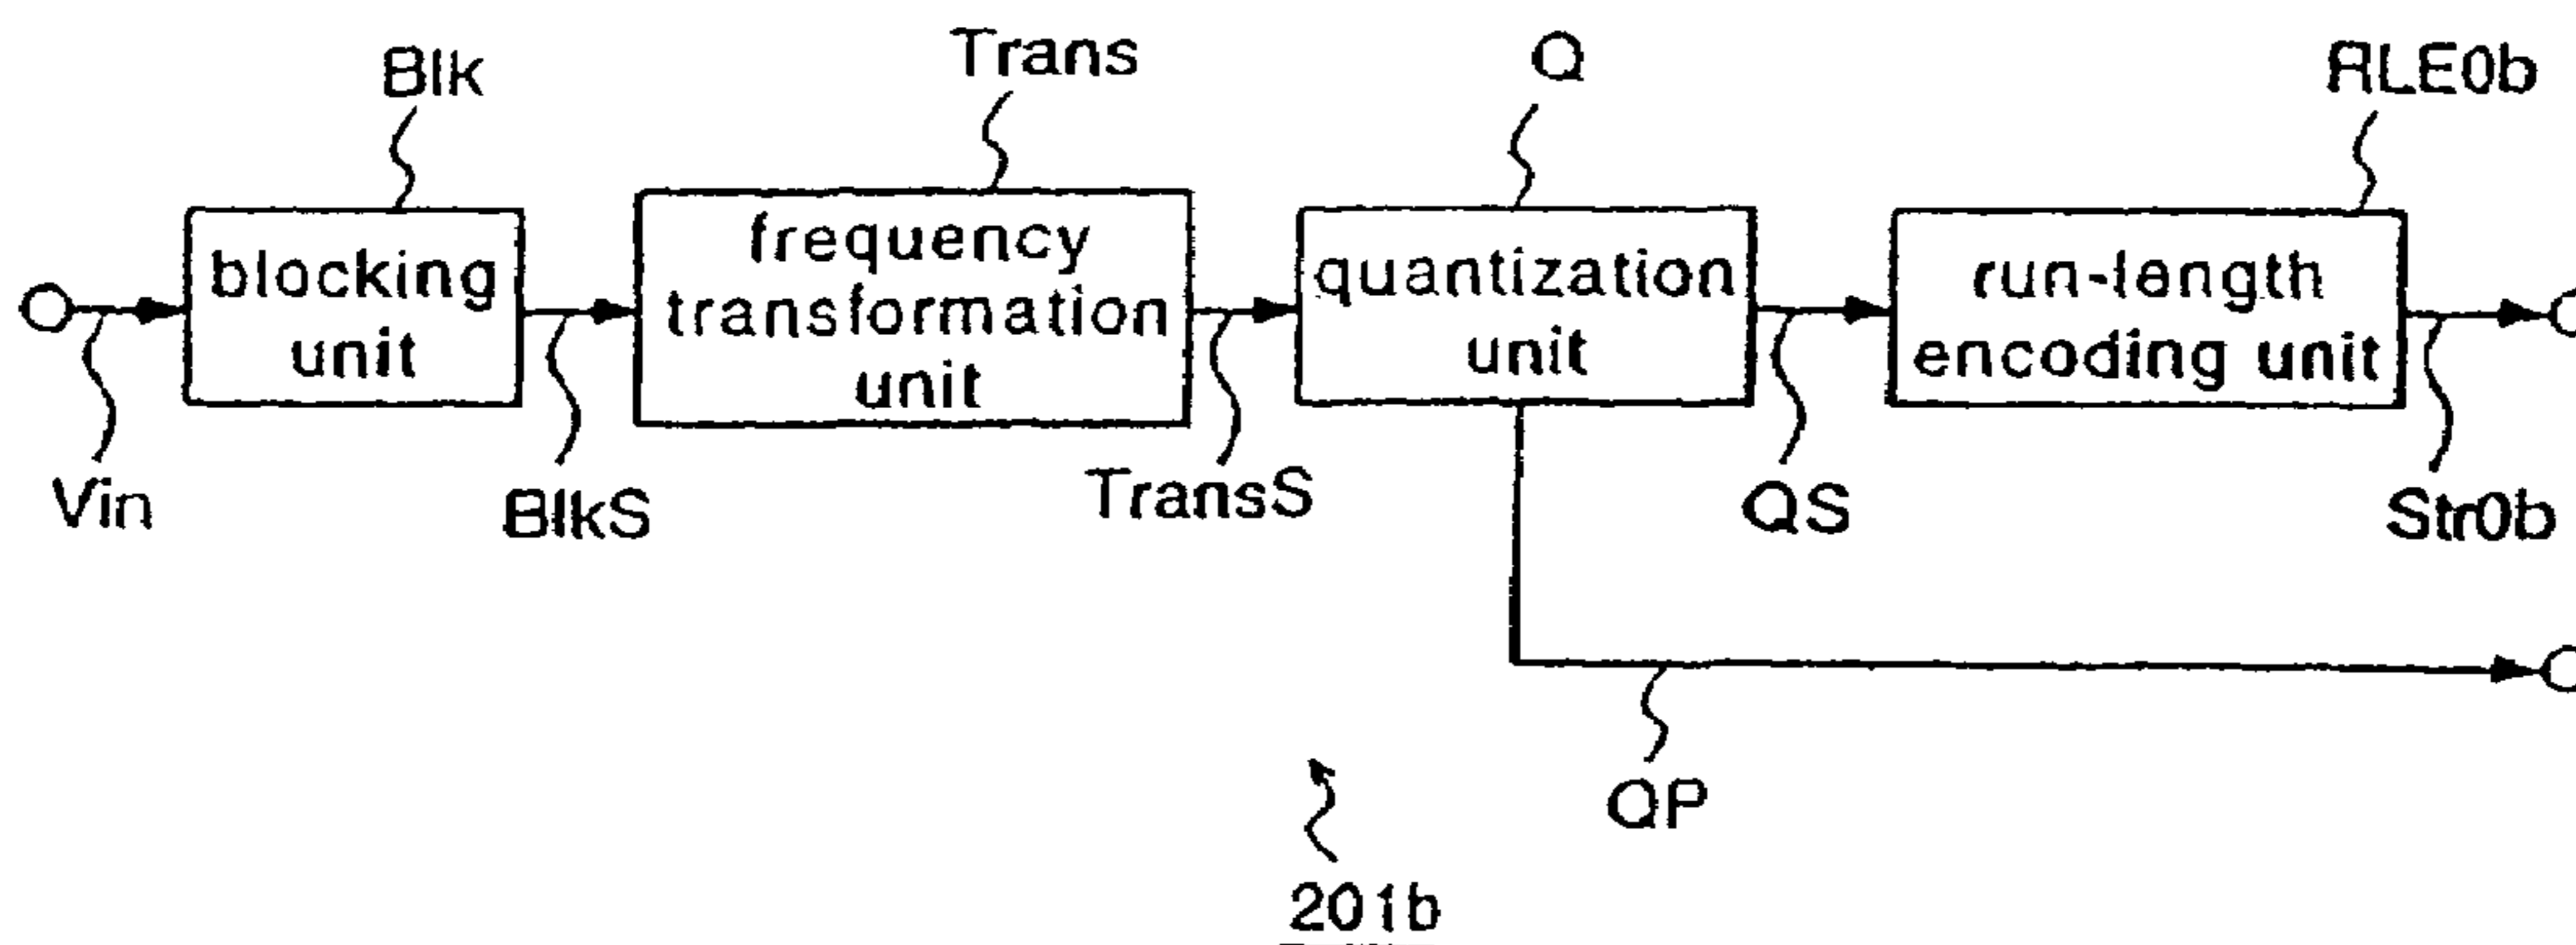 Blk
Trans
Q
RLE0b
blocking
unit
frequency
transformation
unit
quantization
unit
run-length
encoding unit
Vin
BlkS
TransS
QS
Str0b
QP
201b